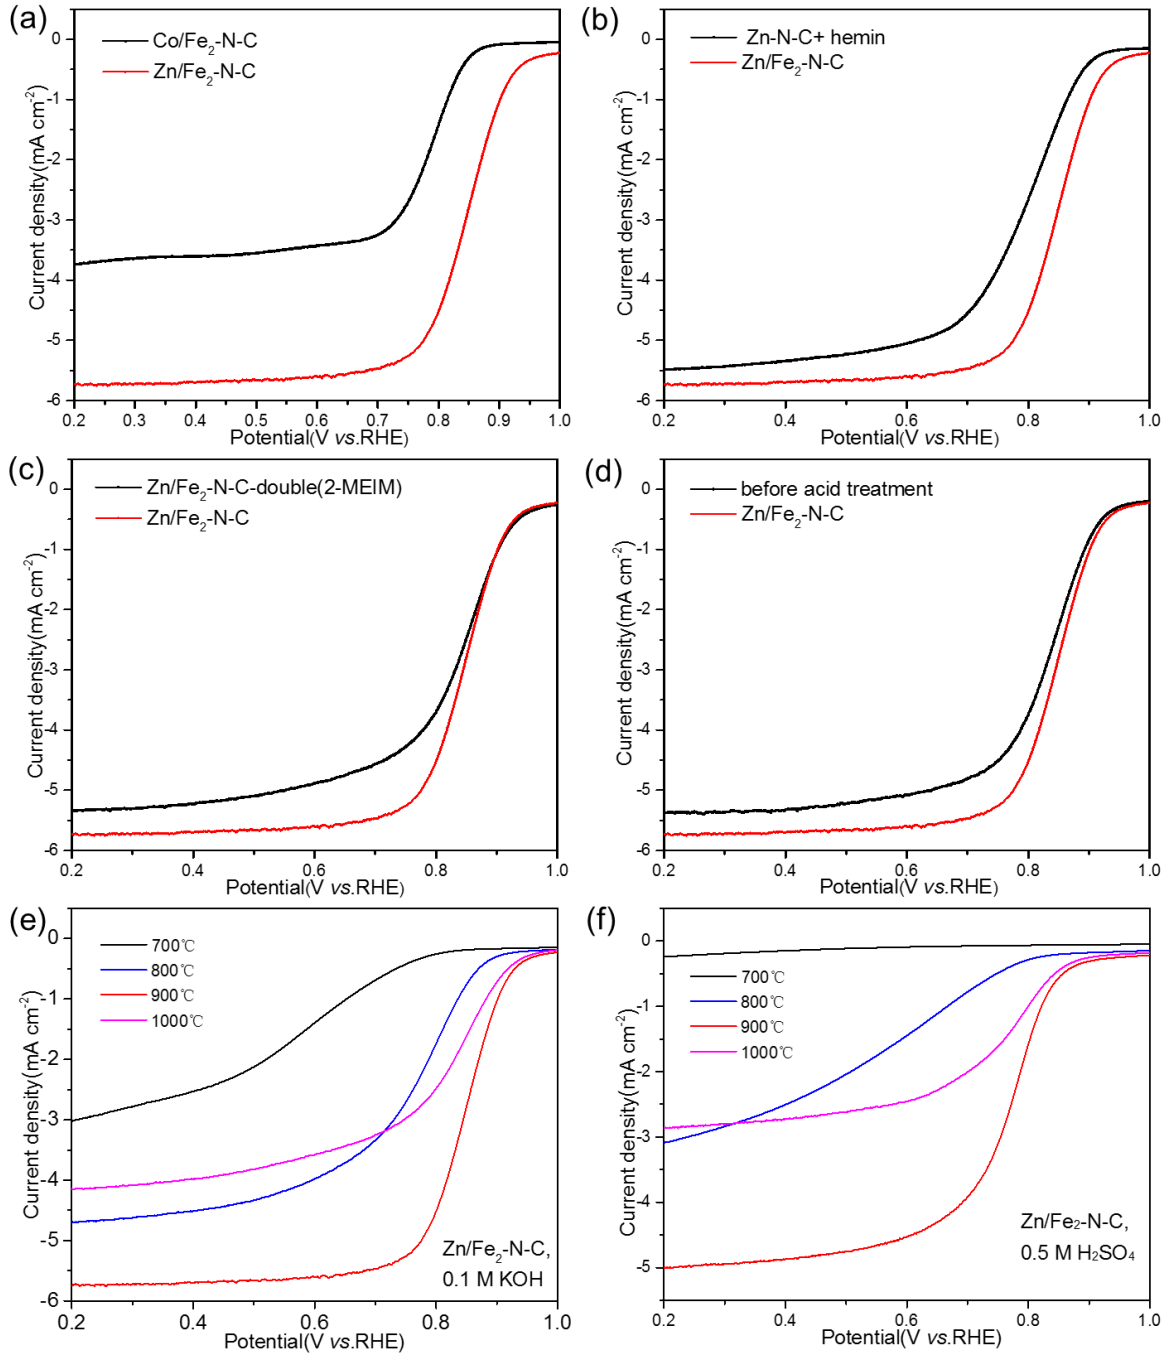 (a)
Co/Fe₂-N-C
Zn/Fe₂-N-C
0
-1
-2
-3
-4
-5
-6
Current density(mA cm⁻²)
0.2 0.3 0.4 0.5 0.6 0.7 0.8 0.9 1.0
Potential(V vs.RHE)
(b)
Zn-N-C+ hemin
Zn/Fe₂-N-C
0
-1
-2
-3
-4
-5
-6
Current density(mA cm⁻²)
0.2 0.4 0.6 0.8 1.0
Potential(V vs.RHE)
(c)
Zn/Fe₂-N-C-double(2-MEIM)
Zn/Fe₂-N-C
0
-1
-2
-3
-4
-5
-6
Current density(mA cm⁻²)
0.2 0.4 0.6 0.8 1.0
Potential(V vs.RHE)
(d)
before acid treatment
Zn/Fe₂-N-C
0
-1
-2
-3
-4
-5
-6
Current density(mA cm⁻²)
0.2 0.4 0.6 0.8 1.0
Potential(V vs.RHE)
(e)
700℃
800℃
900℃
1000℃
0
-1
-2
-3
-4
-5
-6
Current density(mA cm⁻²)
Zn/Fe₂-N-C,
0.1 M KOH
0.2 0.4 0.6 0.8 1.0
Potential(V vs.RHE)
(f)
700℃
800℃
900℃
1000℃
0
-1
-2
-3
-4
-5
Current density(mA cm⁻²)
Zn/Fe₂-N-C,
0.5 M H₂SO₄
0.2 0.4 0.6 0.8 1.0
Potential(V vs.RHE)